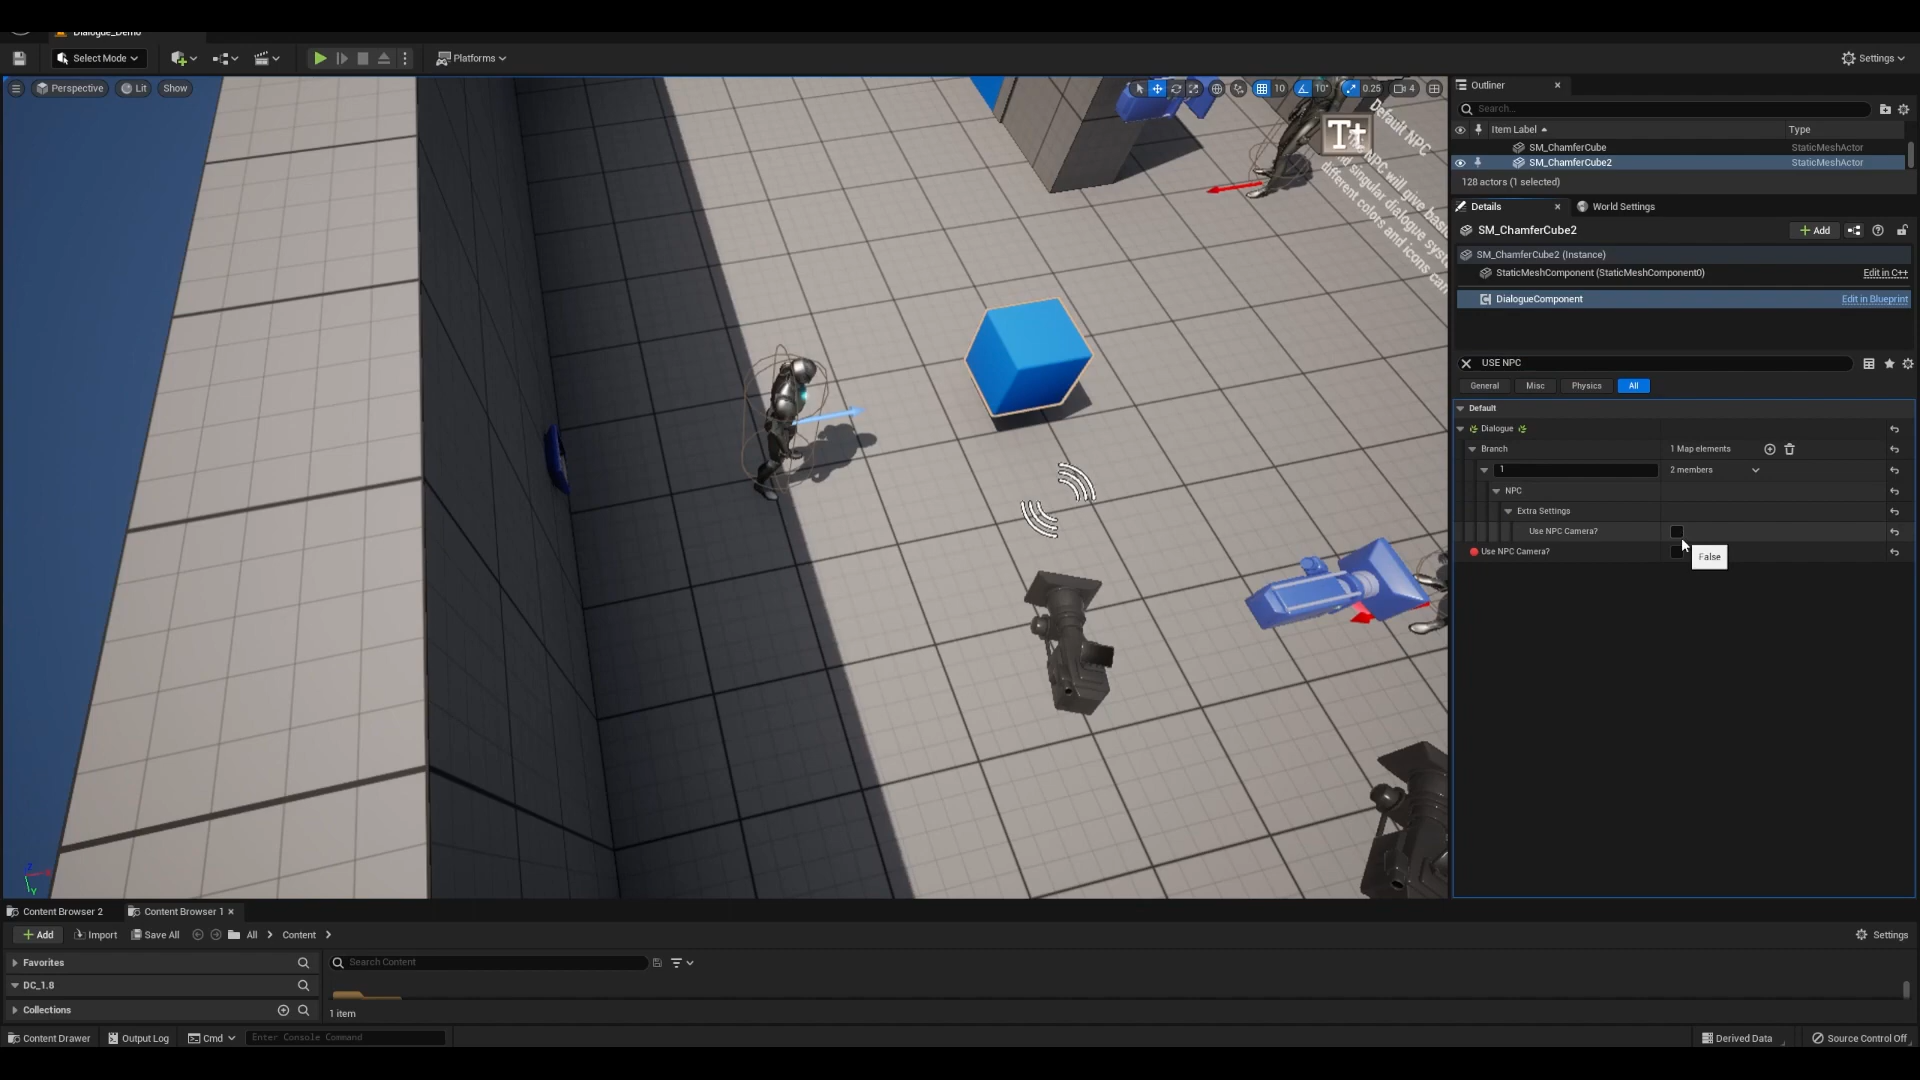 Dialogue_Demo
Select Mode
Platforms
Settings
Perspective
Lit
Show
10
10°
0.25
4
Default NPC
NPC will give
and singular dialogue
different colors and icons can
Outliner
Search...
Item Label
Type
SM_ChamferCube
StaticMeshActor
SM_ChamferCube2
StaticMeshActor
128 actors (1 selected)
Details
World Settings
SM_ChamferCube2
Add
SM_ChamferCube2 (Instance)
StaticMeshComponent (StaticMeshComponent0)
Edit in C++
DialogueComponent
Edit in Blueprint
USE NPC
General
Misc
Physics
All
Default
Dialogue
Branch
1 Map elements
1
2 members
NPC
Extra Settings
Use NPC Camera?
Use NPC Camera?
False
Content Browser 2
Content Browser 1
Add
Import
Save All
All
Content
Settings
Favorites
Search Content
DC_1.8
Collections
1 item
Content Drawer
Output Log
Cmd
Enter Console Command
Derived Data
Source Control Off